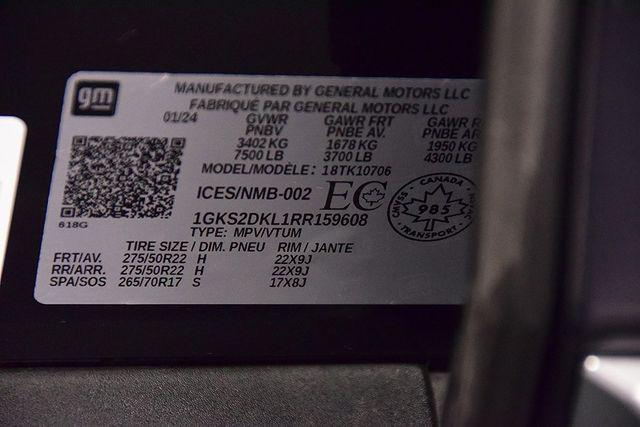 gm
MANUFACTURED BY GENERAL MOTORS LLC
FABRIQUÉ PAR GENERAL MOTORS LLC
01/24 GVWR GAWR FRT GAWR R
PNBV PNBE AV. PNBE AR
3402 KG 1678 KG 1950 KG
7500 LB 3700 LB 4300 LB
MODEL/MODÈLE: 18TK10706
618G
ICES/NMB-002 EC
CANADA
985
TRANSPORT
1GKS2DKL1RR159608
TYPE: MPV/VTUM
TIRE SIZE / DIM. PNEU RIM / JANTE
FRT/AV. 275/50R22 H 22X9J
RR/ARR. 275/50R22 H 22X9J
SPA/SOS 265/70R17 S 17X8J